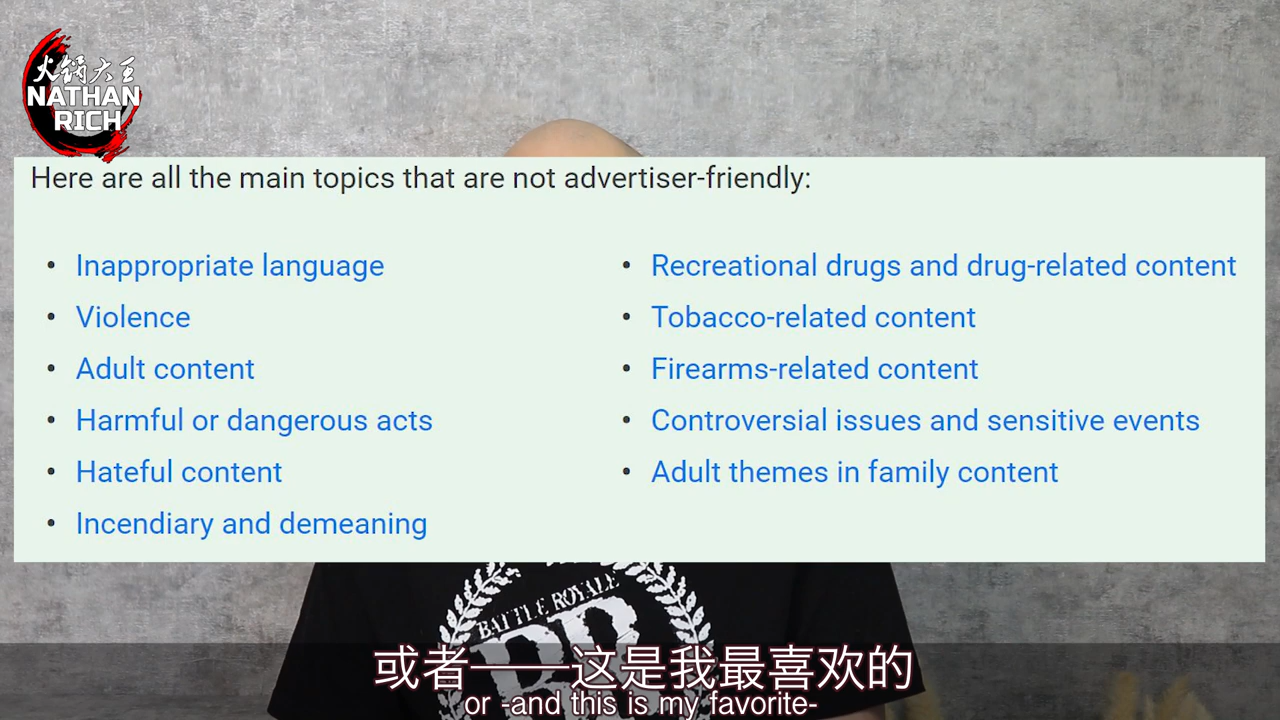 火锅大王
NATHAN
RICH
Here are all the main topics that are not advertiser-friendly:
• Inappropriate language
• Violence
• Adult content
• Harmful or dangerous acts
• Hateful content
• Incendiary and demeaning
• Recreational drugs and drug-related content
• Tobacco-related content
• Firearms-related content
• Controversial issues and sensitive events
• Adult themes in family content
BATTLE ROYALE
BR
或者——这是我最喜欢的
or -and this is my favorite-